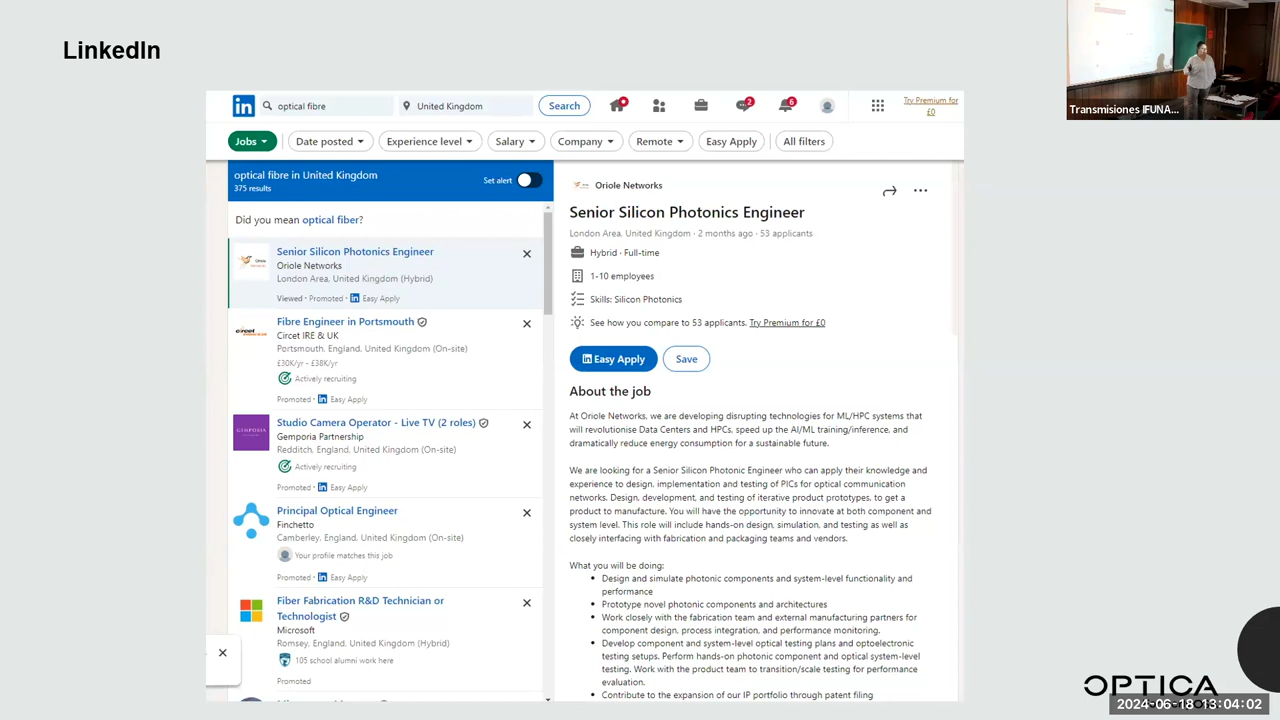 LinkedIn
Transmisiones IFUNA...
in
optical fibre
United Kingdom
Search
2
6
Try Premium for
£0
Jobs
Date posted
Experience level
Salary
Company
Remote
Easy Apply
All filters
optical fibre in United Kingdom
375 results
Set alert
Did you mean optical fiber?
Senior Silicon Photonics Engineer
Oriole Networks
London Area, United Kingdom (Hybrid)
Viewed · Promoted · in Easy Apply
Fibre Engineer in Portsmouth
circet
Circet IRE & UK
Portsmouth, England, United Kingdom (On-site)
£30K/yr - £38K/yr
Actively recruiting
Promoted · in Easy Apply
Studio Camera Operator - Live TV (2 roles)
GEMPORIA
Gemporia Partnership
Redditch, England, United Kingdom (On-site)
Actively recruiting
Promoted · in Easy Apply
Principal Optical Engineer
Finchetto
Camberley, England, United Kingdom (On-site)
Your profile matches this job
Promoted · in Easy Apply
Fiber Fabrication R&D Technician or
Technologist
Microsoft
Romsey, England, United Kingdom (Hybrid)
105 school alumni work here
Promoted
Oriole Networks
Senior Silicon Photonics Engineer
London Area, United Kingdom · 2 months ago · 53 applicants
Hybrid · Full-time
1-10 employees
Skills: Silicon Photonics
See how you compare to 53 applicants. Try Premium for £0
in Easy Apply
Save
About the job
At Oriole Networks, we are developing disrupting technologies for ML/HPC systems that
will revolutionise Data Centers and HPCs, speed up the AI/ML training/inference, and
dramatically reduce energy consumption for a sustainable future.
We are looking for a Senior Silicon Photonic Engineer who can apply their knowledge and
experience to design, implementation and testing of PICs for optical communication
networks. Design, development, and testing of iterative product prototypes, to get a
product to manufacture. You will have the opportunity to innovate at both component and
system level. This role will include hands-on design, simulation, and testing as well as
closely interfacing with fabrication and packaging teams and vendors.
What you will be doing:
• Design and simulate photonic components and system-level functionality and
performance
• Prototype novel photonic components and architectures
• Work closely with the fabrication team and external manufacturing partners for
component design, process integration, and performance monitoring.
• Develop component and system-level optical testing plans and optoelectronic
testing setups. Perform hands-on photonic component and optical system-level
testing. Work with the product team to transition/scale testing for performance
evaluation.
• Contribute to the expansion of our IP portfolio through patent filing
OPTICA
2024-06-18 13:04:02